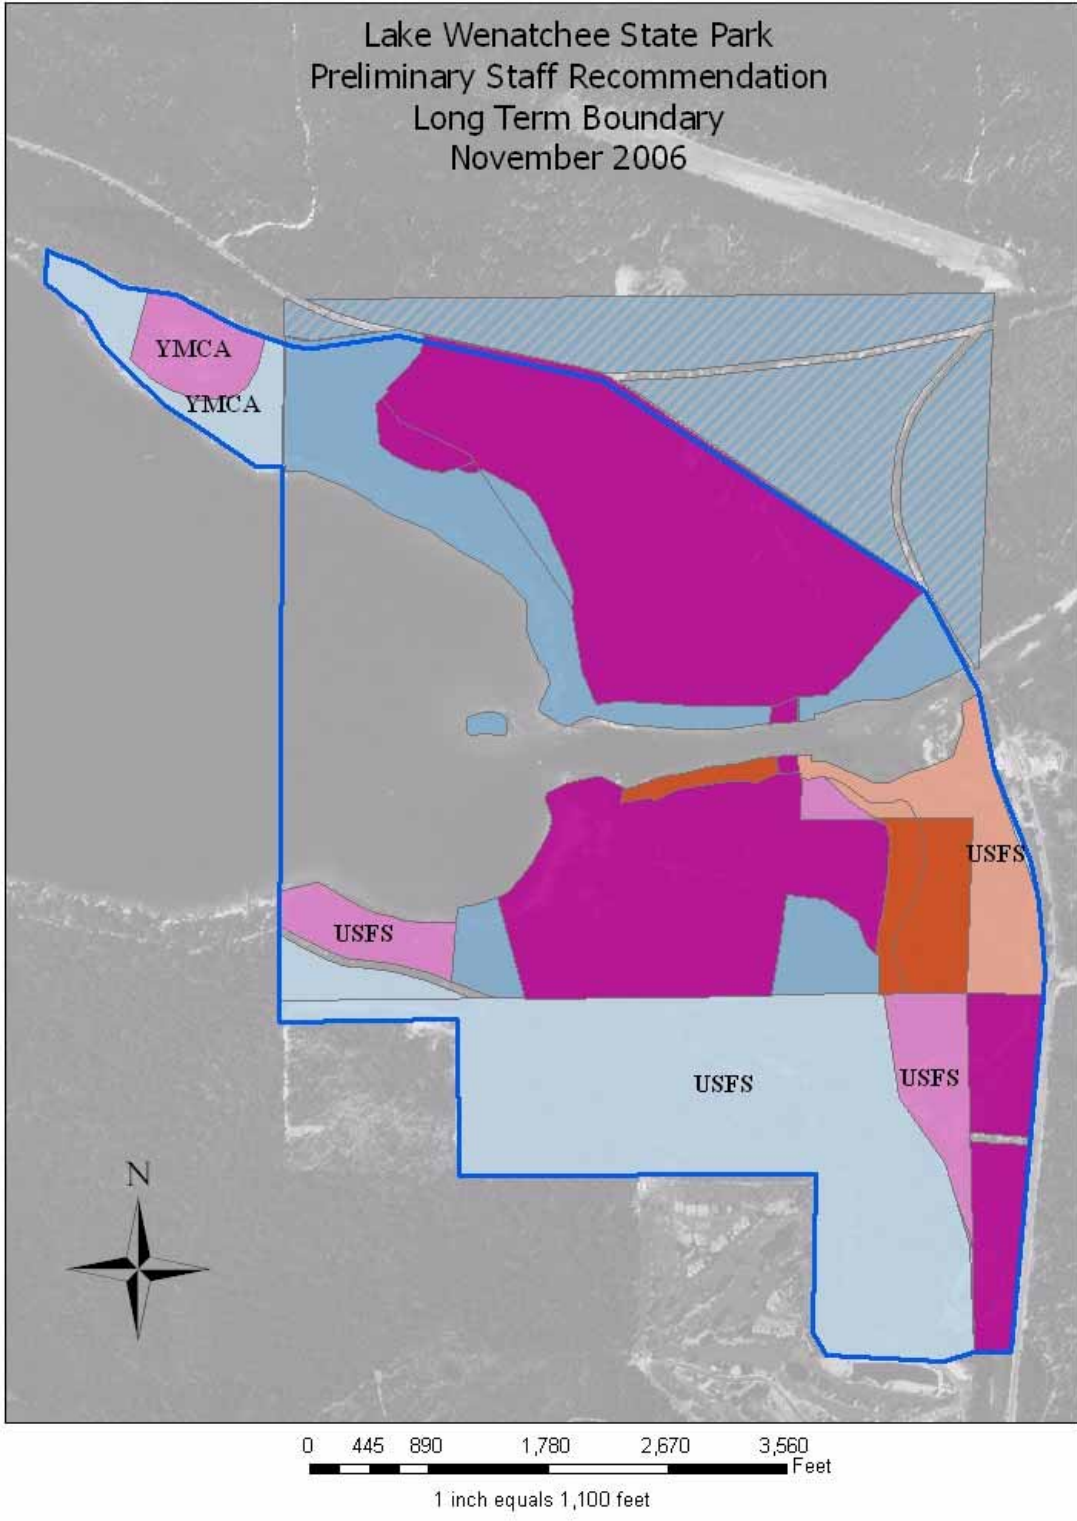 Lake Wenatchee State Park
Preliminary Staff Recommendation
Long Term Boundary
November 2006
YMCA
YMCA
USFS
USFS
USFS
USFS
N
0 445 890 1,780 2,670 3,560
Feet
1 inch equals 1,100 feet